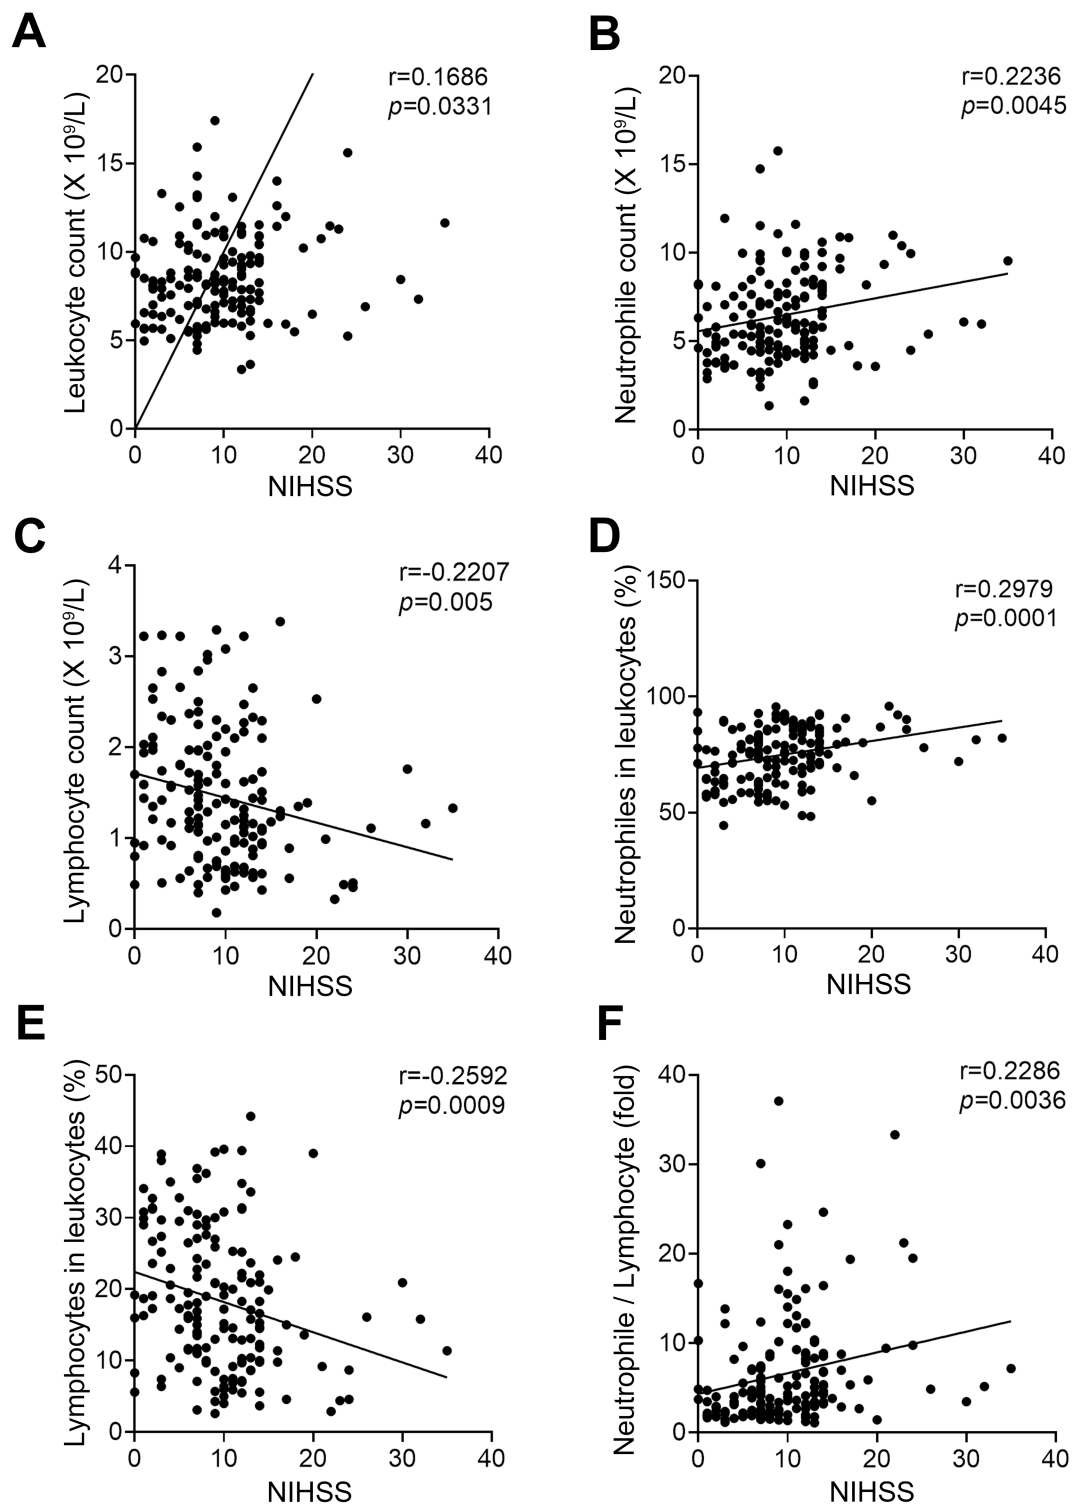 A
r=0.1686
p=0.0331
Leukocyte count (X 10⁹/L)
20
15
10
5
0
0 10 20 30 40
NIHSS
B
r=0.2236
p=0.0045
Neutrophile count (X 10⁹/L)
20
15
10
5
0
0 10 20 30 40
NIHSS
C
r=-0.2207
p=0.005
Lymphocyte count (X 10⁹/L)
4
3
2
1
0
0 10 20 30 40
NIHSS
D
r=0.2979
p=0.0001
Neutrophiles in leukocytes (%)
150
100
50
0
0 10 20 30 40
NIHSS
E
r=-0.2592
p=0.0009
Lymphocytes in leukocytes (%)
50
40
30
20
10
0
0 10 20 30 40
NIHSS
F
r=0.2286
p=0.0036
Neutrophile / Lymphocyte (fold)
40
30
20
10
0
0 10 20 30 40
NIHSS